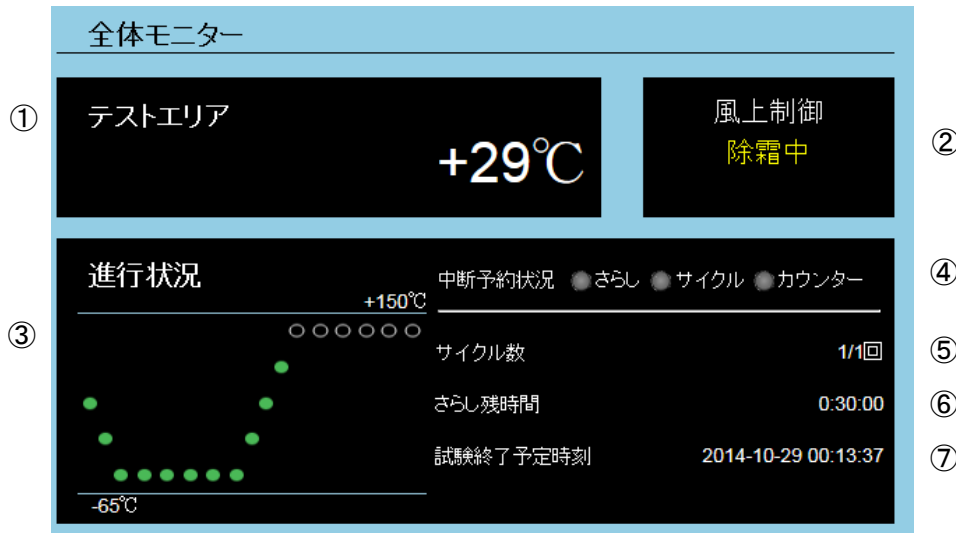 全体モニター
①
テストエリア
+29℃
風上制御
除霜中
②
③
進行状況
+150℃
-65℃
中断予約状況 さらし サイクル カウンター
④
サイクル数 1/1回
⑤
さらし残時間 0:30:00
⑥
試験終了予定時刻 2014-10-29 00:13:37
⑦